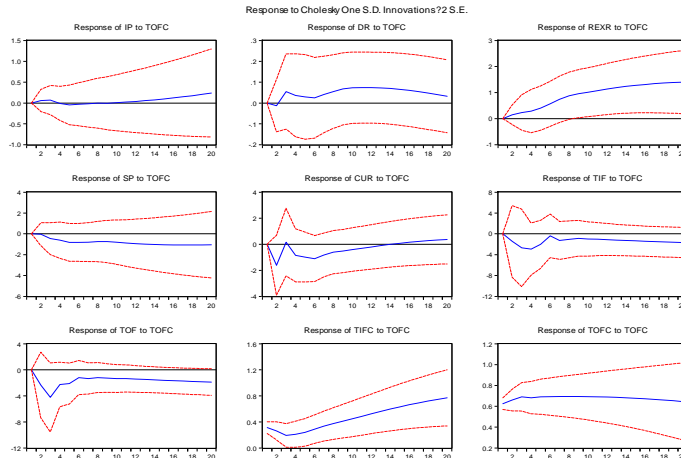 Response to Cholesky One S.D. Innovations ?2 S.E.
Response of IP to TOFC
Response of DR to TOFC
Response of REXR to TOFC
1.5
1.0
0.5
0.0
-0.5
-1.0
2 4 6 8 10 12 14 16 18 20
.3
.2
.1
.0
.1
.2
2 4 6 8 10 12 14 16 18 20
3
2
1
0
-1
2 4 6 8 10 12 14 16 18 2
Response of SP to TOFC
Response of CUR to TOFC
Response of TIF to TOFC
4
2
0
-2
-4
-6
2 4 6 8 10 12 14 16 18 20
4
2
0
-2
-4
2 4 6 8 10 12 14 16 18 20
8
4
0
-4
-8
-12
2 4 6 8 10 12 14 16 18 2
Response of TOF to TOFC
Response of TIFC to TOFC
Response of TOFC to TOFC
4
0
-4
-8
-12
2 4 6 8 10 12 14 16 18 20
1.6
1.2
0.8
0.4
0.0
2 4 6 8 10 12 14 16 18 20
1.2
1.0
0.8
0.6
0.4
0.2
2 4 6 8 10 12 14 16 18 2